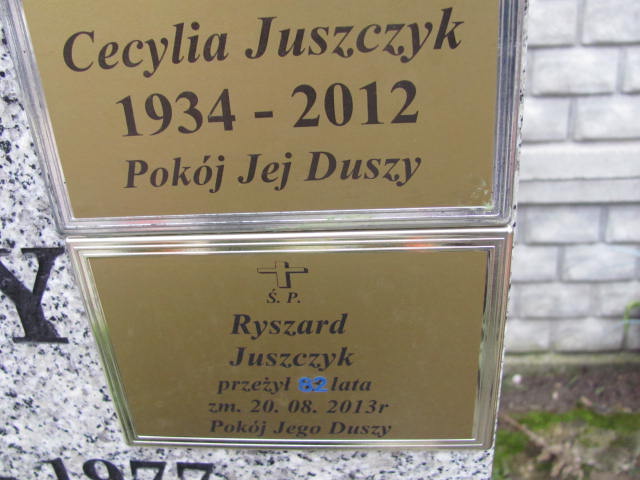 Cecylia Juszczyk
1934 - 2012
Pokój Jej Duszy
Y
Ś. P.
Ryszard
Juszczyk
przeżył 62 lata
zm. 20. 08. 2013r
Pokój Jego Duszy
1977